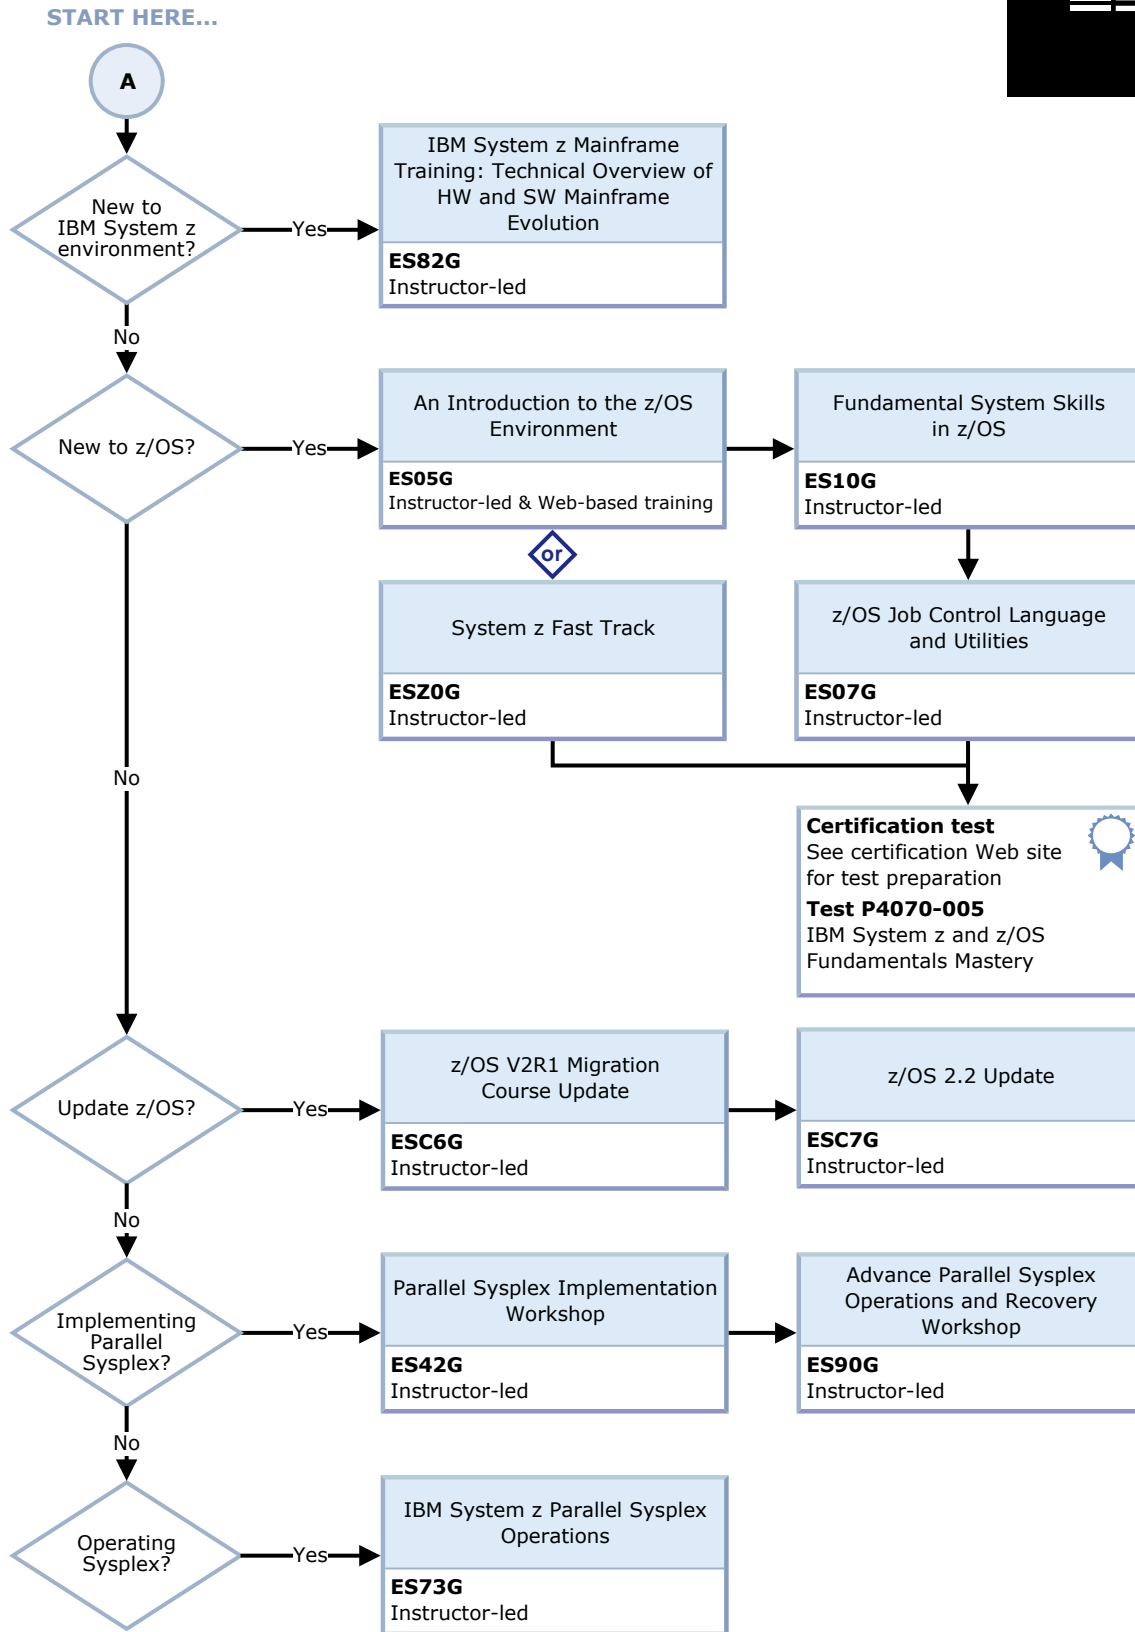 START HERE...
A
New to
IBM System z
environment?
Yes
IBM System z Mainframe
Training: Technical Overview of
HW and SW Mainframe
Evolution
ES82G
Instructor-led
No
New to z/OS?
Yes
An Introduction to the z/OS
Environment
ES05G
Instructor-led & Web-based training
Fundamental System Skills
in z/OS
ES10G
Instructor-led
or
System z Fast Track
ESZ0G
Instructor-led
z/OS Job Control Language
and Utilities
ES07G
Instructor-led
No
Certification test
See certification Web site
for test preparation
Test P4070-005
IBM System z and z/OS
Fundamentals Mastery
Update z/OS?
Yes
z/OS V2R1 Migration
Course Update
ESC6G
Instructor-led
z/OS 2.2 Update
ESC7G
Instructor-led
No
Implementing
Parallel
Sysplex?
Yes
Parallel Sysplex Implementation
Workshop
ES42G
Instructor-led
Advance Parallel Sysplex
Operations and Recovery
Workshop
ES90G
Instructor-led
No
Operating
Sysplex?
Yes
IBM System z Parallel Sysplex
Operations
ES73G
Instructor-led